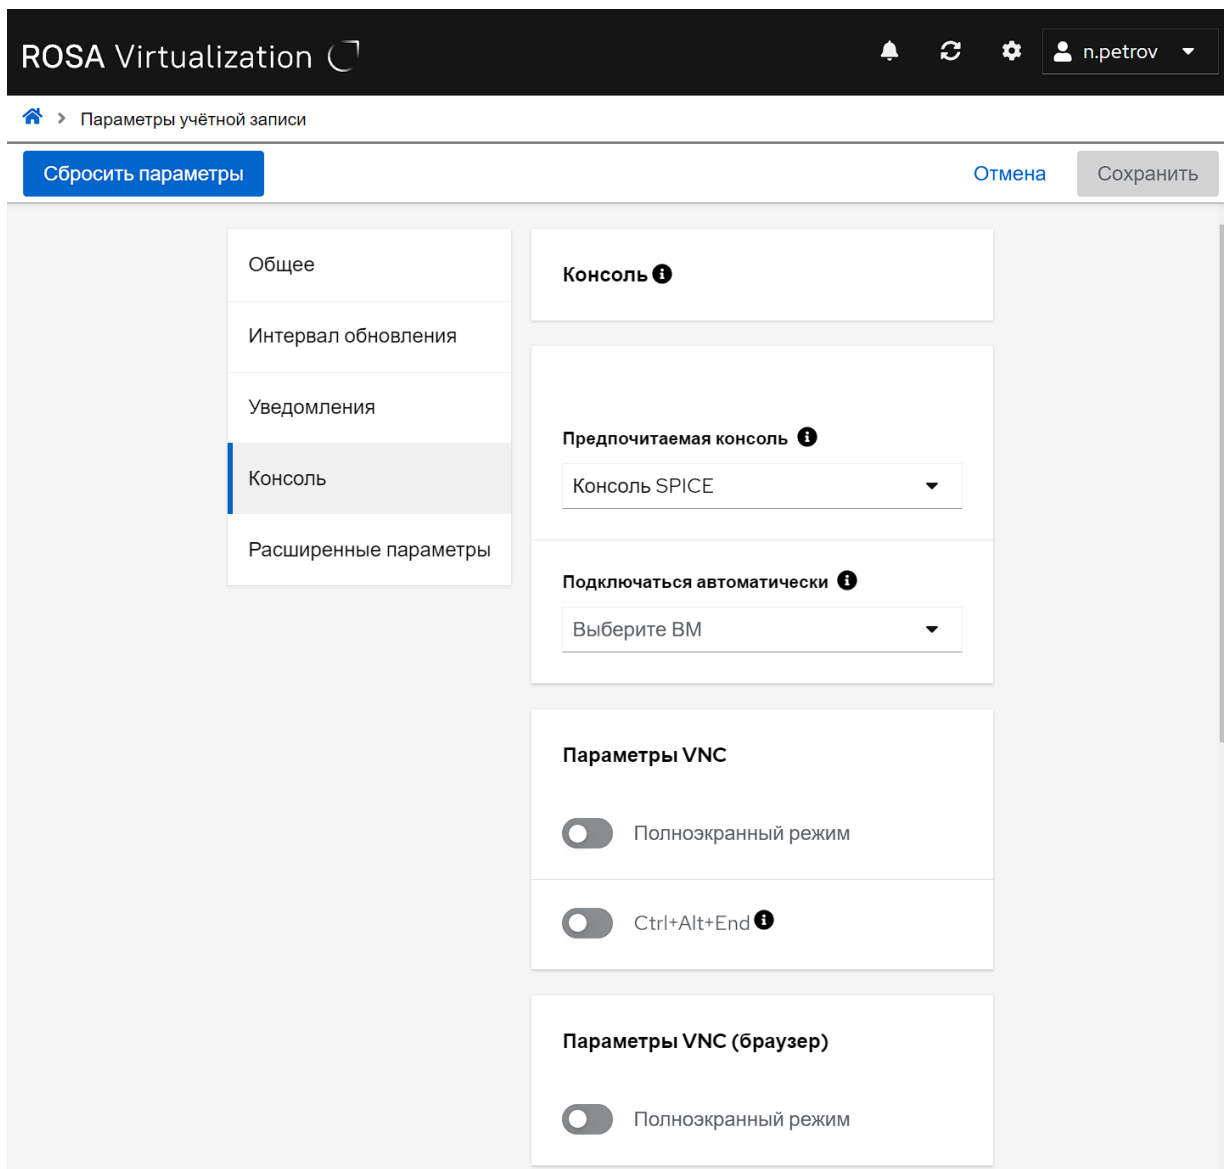 ROSA Virtualization
n.petrov
Параметры учётной записи
Сбросить параметры
Отмена
Сохранить
Общее
Интервал обновления
Уведомления
Консоль
Расширенные параметры
Консоль
Предпочитаемая консоль
Консоль SPICE
Подключаться автоматически
Выберите ВМ
Параметры VNC
Полноэкранный режим
Ctrl+Alt+End
Параметры VNC (браузер)
Полноэкранный режим